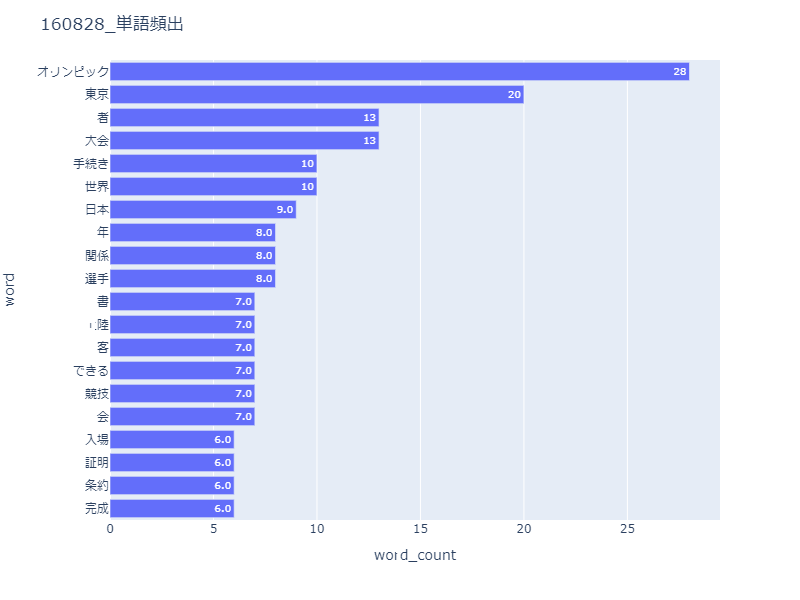 160828_単語頻出
オリンピック 28
東京 20
者 13
大会 13
手続き 10
世界 10
日本 9.0
年 8.0
関係 8.0
選手 8.0
書 7.0
陸 7.0
客 7.0
できる 7.0
競技 7.0
会 7.0
入場 6.0
証明 6.0
条約 6.0
完成 6.0
word
0 5 10 15 20 25
word_count